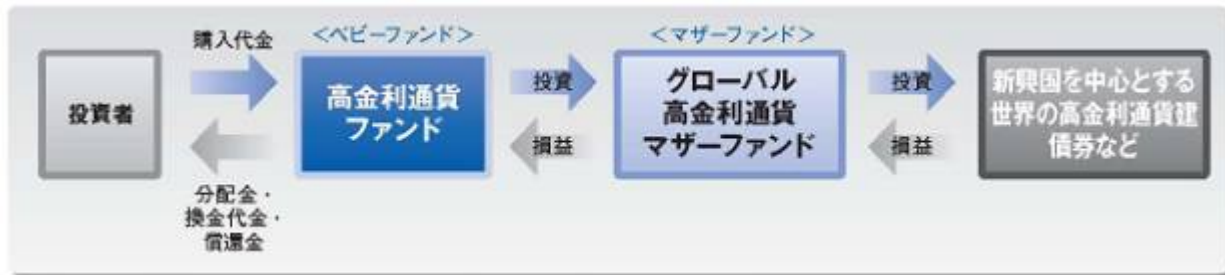 購入代金
<ベビーファンド>
<マザーファンド>
投資者
高金利通貨
ファンド
投資
グローバル
高金利通貨
マザーファンド
投資
新興国を中心とする
世界の高金利通貨建
債券など
損益
損益
分配金・
換金代金・
償還金